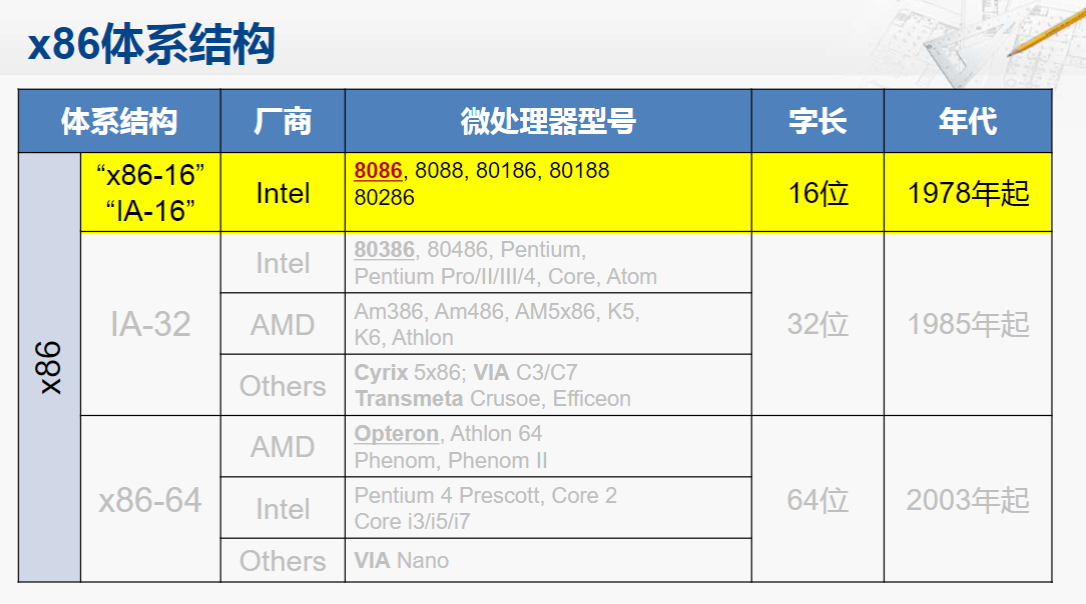 x86体系结构
体系结构 厂商 微处理器型号 字长 年代
x86
“x86-16”
“IA-16”
Intel
8086, 8088, 80186, 80188
80286
16位
1978年起
IA-32
Intel
80386, 80486, Pentium,
Pentium Pro/II/III/4, Core, Atom
AMD
Am386, Am486, AM5x86, K5,
K6, Athlon
Others
Cyrix 5x86; VIA C3/C7
Transmeta Crusoe, Efficeon
32位
1985年起
x86-64
AMD
Opteron, Athlon 64
Phenom, Phenom II
Intel
Pentium 4 Prescott, Core 2
Core i3/i5/i7
Others
VIA Nano
64位
2003年起